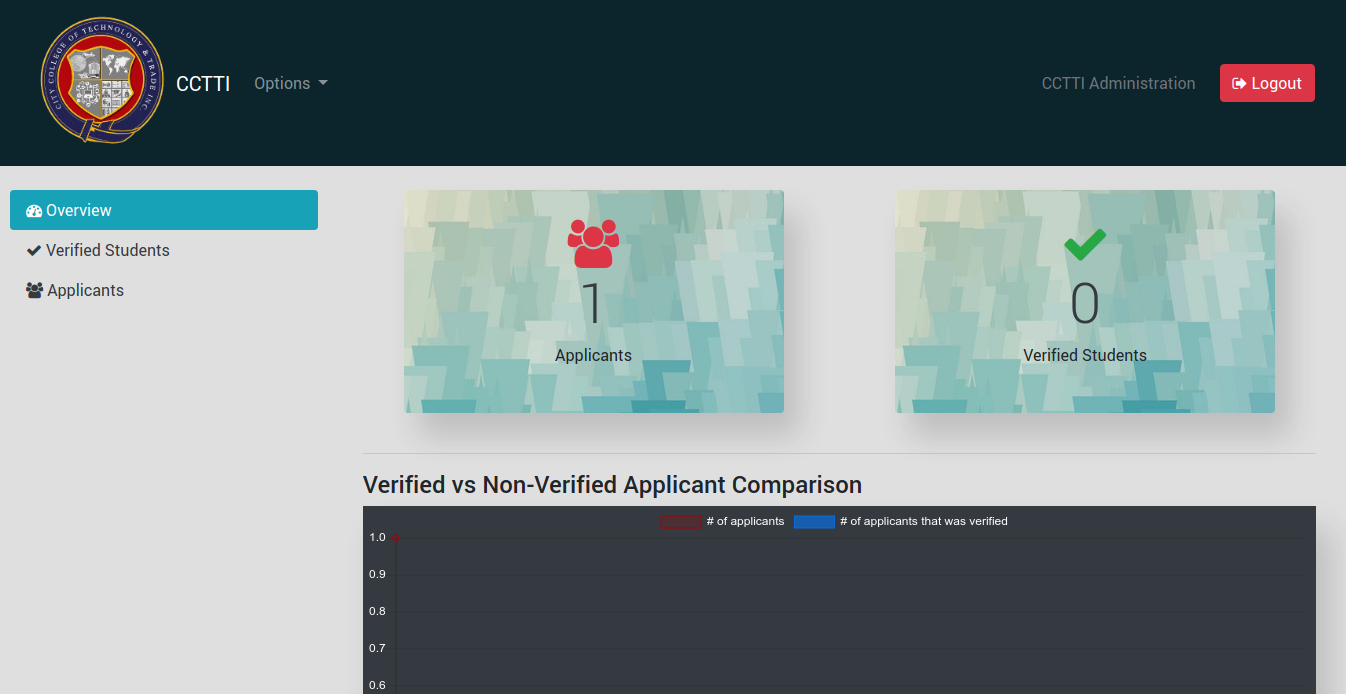 CITY COLLEGE OF TECHNOLOGY & TRADE INC.
CCTTI
Options
CCTTI Administration
Logout
Overview
Verified Students
Applicants
1
Applicants
0
Verified Students
Verified vs Non-Verified Applicant Comparison
# of applicants
# of applicants that was verified
1.0
0.9
0.8
0.7
0.6